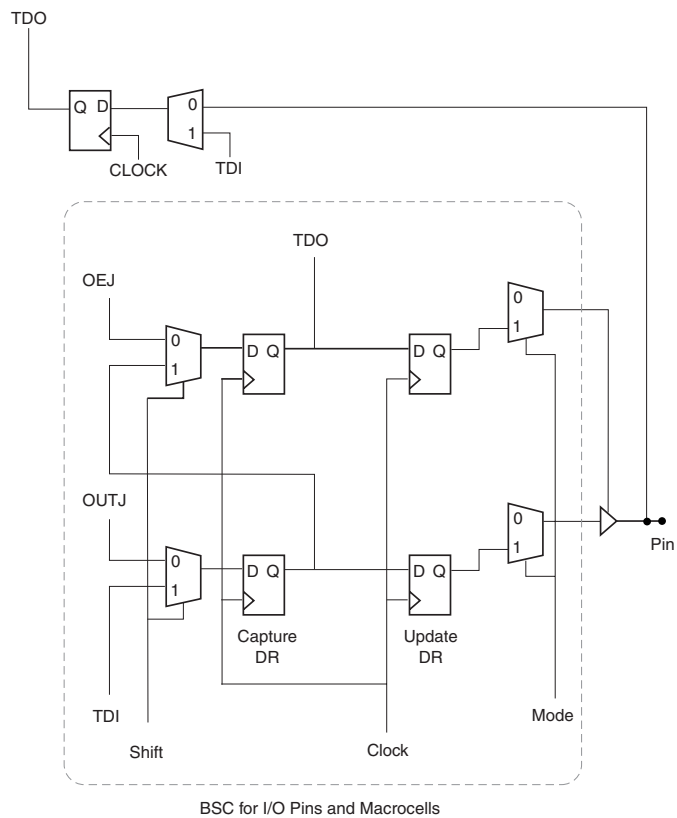 TDO
Q D
0
1
CLOCK
TDI
TDO
OEJ
0
1
D Q
D Q
0
1
OUTJ
0
1
D Q
D Q
0
1
Pin
Capture
DR
Update
DR
TDI
Shift
Clock
Mode
BSC for I/O Pins and Macrocells